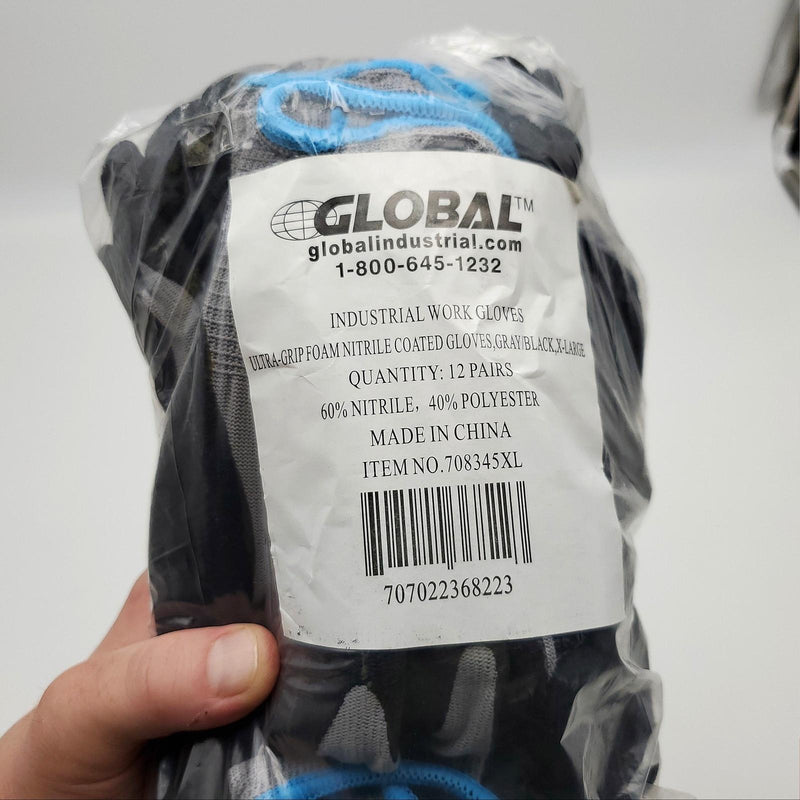 GLOBAL™
globalindustrial.com
1-800-645-1232
INDUSTRIAL WORK GLOVES
ULTRA-GRIP FOAM NITRILE COATED GLOVES,GRAY/BLACK,X-LARGE
QUANTITY: 12 PAIRS
60% NITRILE, 40% POLYESTER
MADE IN CHINA
ITEM NO.708345XL
707022368223